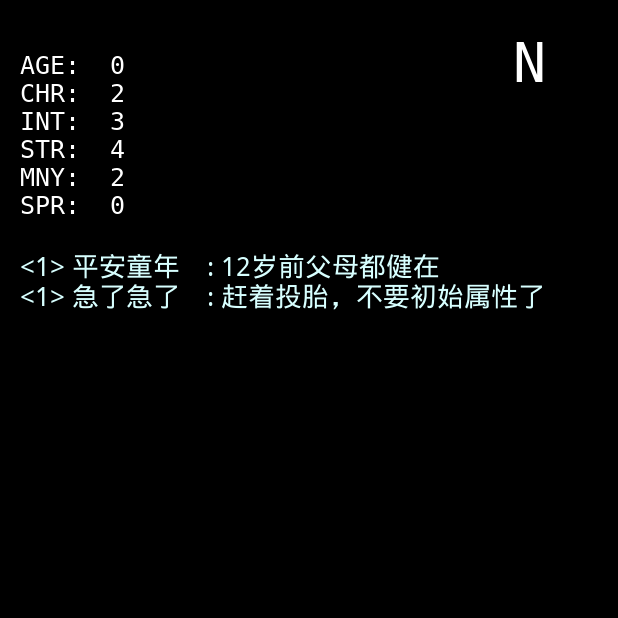 N
AGE: 0
CHR: 2
INT: 3
STR: 4
MNY: 2
SPR: 0
<1> 平安童年 : 12岁前父母都健在
<1> 急了急了 : 赶着投胎，不要初始属性了